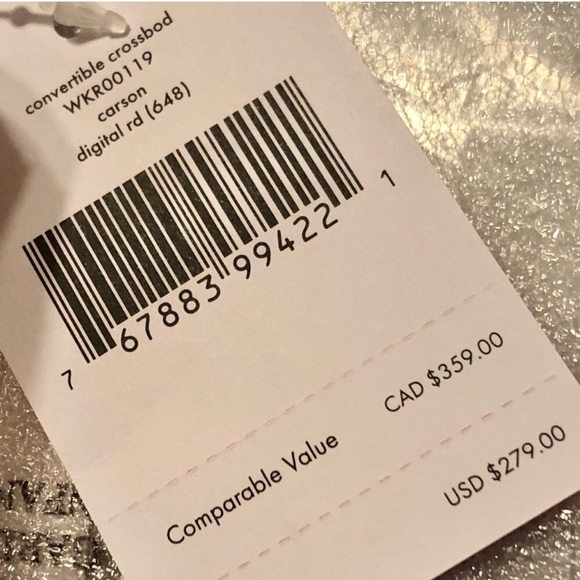 convertible crossbod
WKR00119
carson
digital rd (648)
7 67883 99422 1
Comparable Value CAD $359.00
USD $279.00